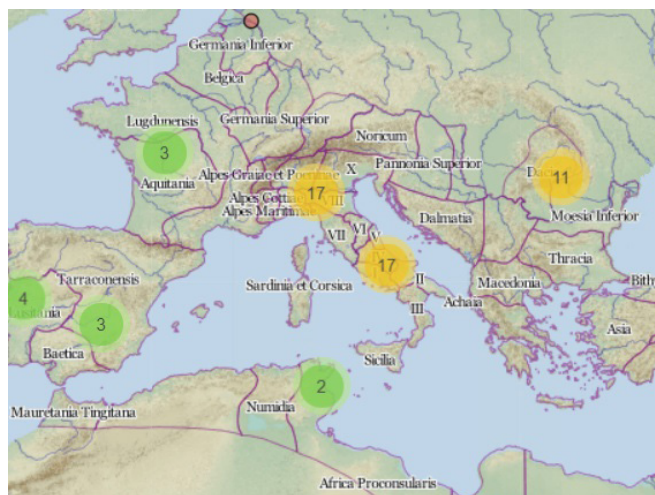 Germania Inferior
Belgica
Lugdunensis
Germania Superior
Noricum
3
X
Pannonia Superior
Alpes Graiae et Poeninae
11
Aquitania
17
VIII
Alpes Cottiae
Alpes Maritimae
Dalmatia
Moesia Inferior
VII
VI
V
Thracia
17
Tarraconensis
II
Macedonia
Sardinia et Corsica
Achaia
4
III
3
Asia
Baetica
Sicilia
2
Mauretania Tingitana
Numidia
Africa Proconsularis